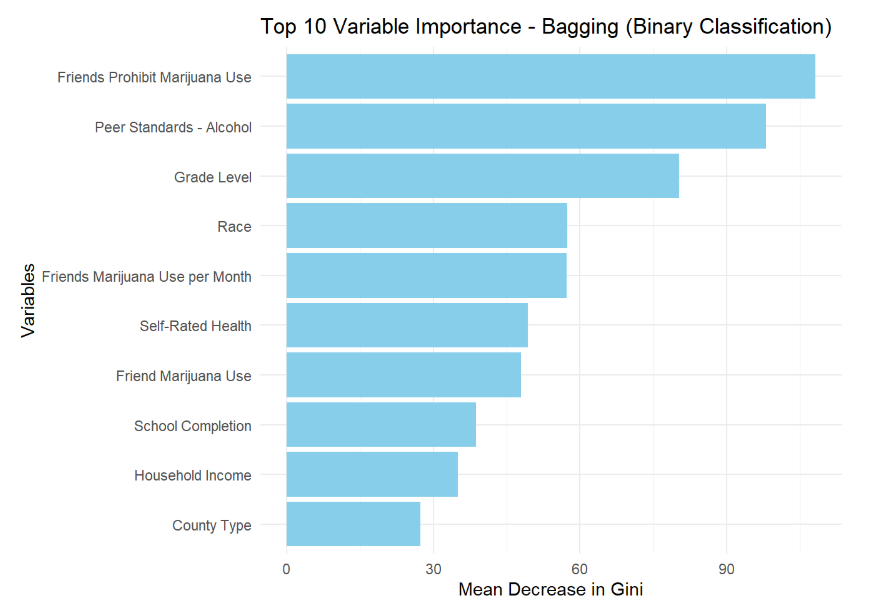 Top 10 Variable Importance - Bagging (Binary Classification)
Friends Prohibit Marijuana Use
Peer Standards - Alcohol
Grade Level
Race
Friends Marijuana Use per Month
Self-Rated Health
Friend Marijuana Use
School Completion
Household Income
County Type
Variables
0 30 60 90
Mean Decrease in Gini